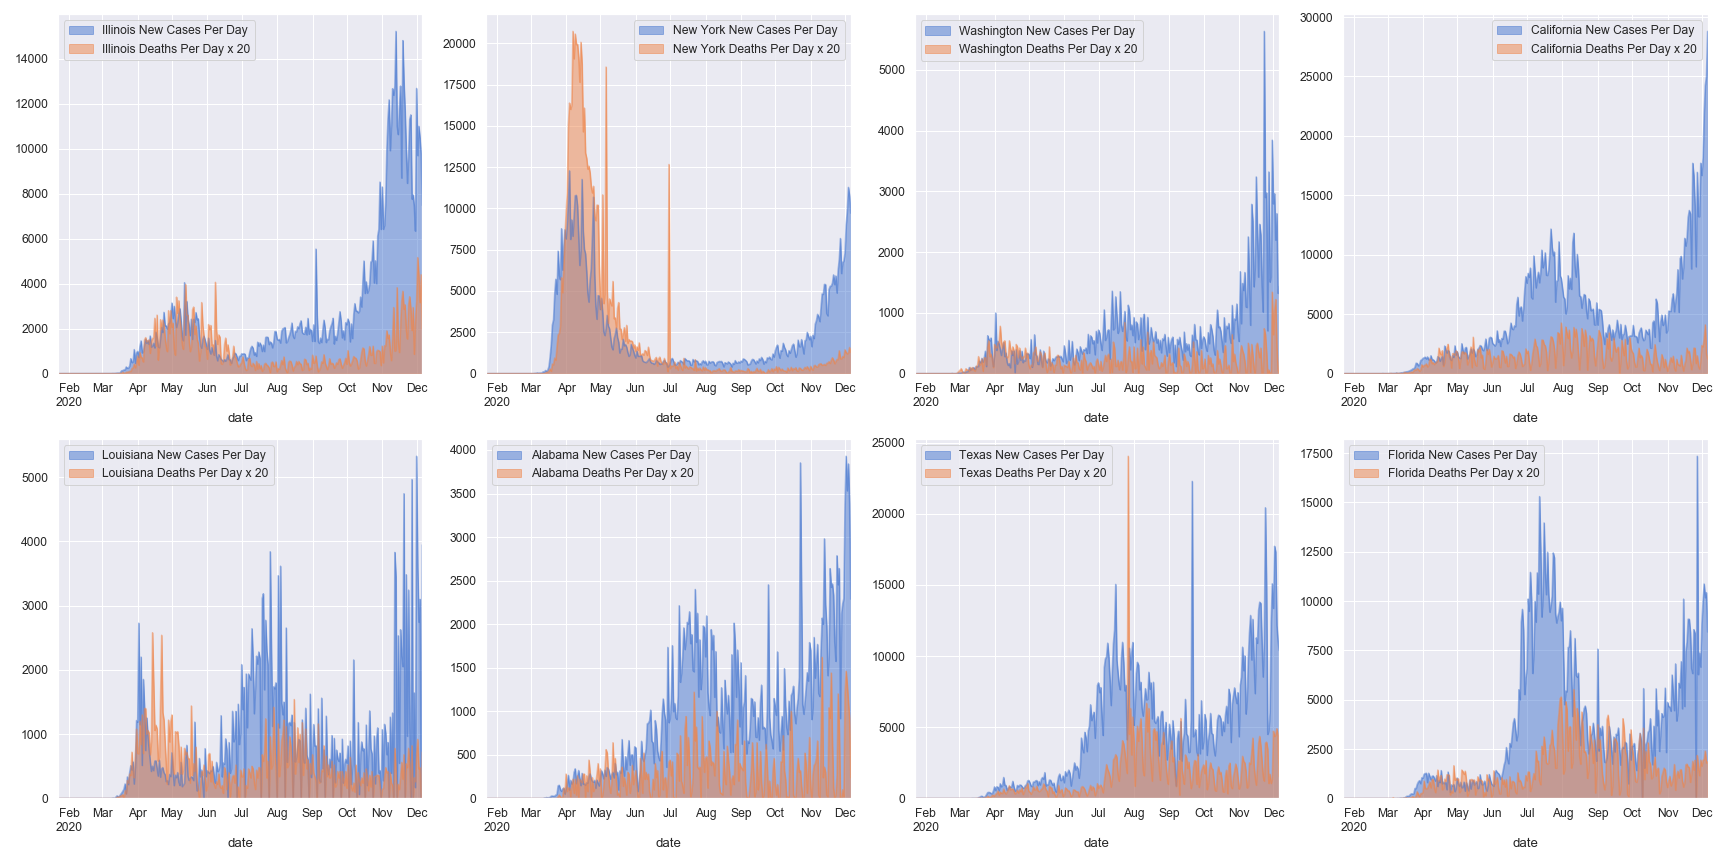 Illinois New Cases Per Day
Illinois Deaths Per Day x 20
14000
12000
10000
8000
6000
4000
2000
0
Feb Mar Apr May Jun Jul Aug Sep Oct Nov Dec
2020
date
New York New Cases Per Day
New York Deaths Per Day x 20
20000
17500
15000
12500
10000
7500
5000
2500
0
Feb Mar Apr May Jun Jul Aug Sep Oct Nov Dec
2020
date
Washington New Cases Per Day
Washington Deaths Per Day x 20
5000
4000
3000
2000
1000
0
Feb Mar Apr May Jun Jul Aug Sep Oct Nov Dec
2020
date
California New Cases Per Day
California Deaths Per Day x 20
30000
25000
20000
15000
10000
5000
0
Feb Mar Apr May Jun Jul Aug Sep Oct Nov Dec
2020
date
Louisiana New Cases Per Day
Louisiana Deaths Per Day x 20
5000
4000
3000
2000
1000
0
Feb Mar Apr May Jun Jul Aug Sep Oct Nov Dec
2020
date
Alabama New Cases Per Day
Alabama Deaths Per Day x 20
4000
3500
3000
2500
2000
1500
1000
500
0
Feb Mar Apr May Jun Jul Aug Sep Oct Nov Dec
2020
date
Texas New Cases Per Day
Texas Deaths Per Day x 20
25000
20000
15000
10000
5000
0
Feb Mar Apr May Jun Jul Aug Sep Oct Nov Dec
2020
date
Florida New Cases Per Day
Florida Deaths Per Day x 20
17500
15000
12500
10000
7500
5000
2500
0
Feb Mar Apr May Jun Jul Aug Sep Oct Nov Dec
2020
date